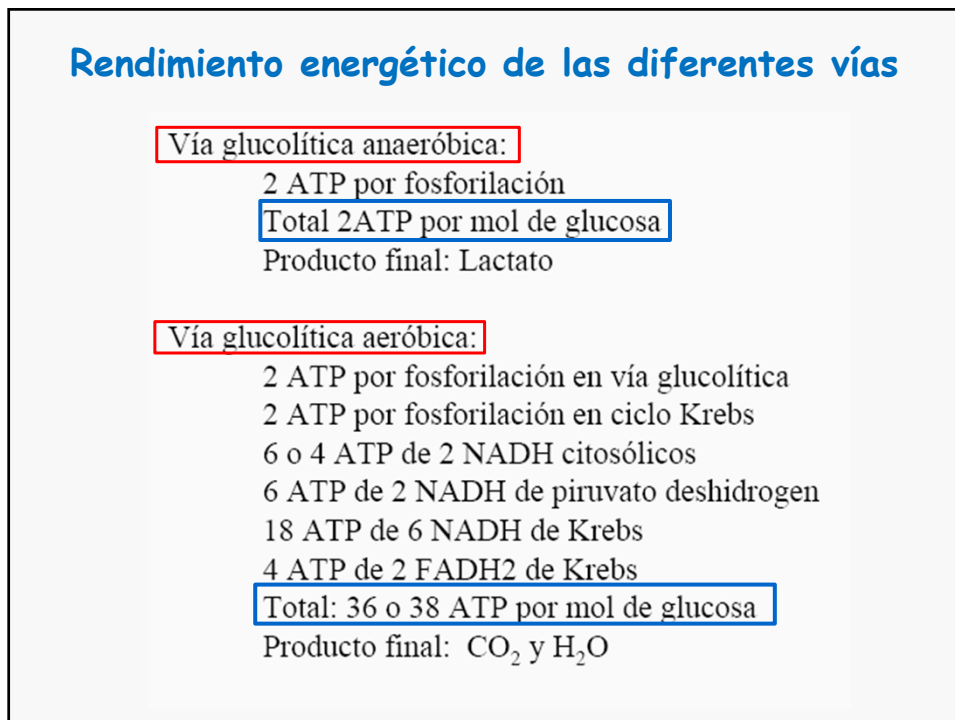 Rendimiento energético de las diferentes vías
Vía glucolítica anaeróbica:
2 ATP por fosforilación
Total 2ATP por mol de glucosa
Producto final: Lactato
Vía glucolítica aeróbica:
2 ATP por fosforilación en vía glucolítica
2 ATP por fosforilación en ciclo Krebs
6 o 4 ATP de 2 NADH citosólicos
6 ATP de 2 NADH de piruvato deshidrogen
18 ATP de 6 NADH de Krebs
4 ATP de 2 FADH2 de Krebs
Total: 36 o 38 ATP por mol de glucosa
Producto final: CO₂ y H₂O